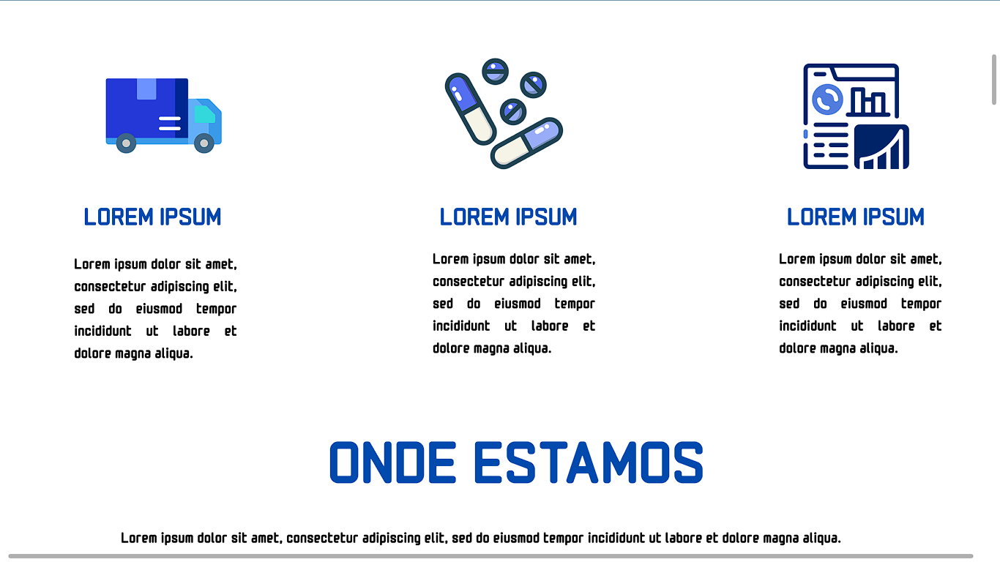 LOREM IPSUM
Lorem ipsum dolor sit amet,
consectetur adipiscing elit,
sed do eiusmod tempor
incididunt ut labore et
dolore magna aliqua.
LOREM IPSUM
Lorem ipsum dolor sit amet,
consectetur adipiscing elit,
sed do eiusmod tempor
incididunt ut labore et
dolore magna aliqua.
LOREM IPSUM
Lorem ipsum dolor sit amet,
consectetur adipiscing elit,
sed do eiusmod tempor
incididunt ut labore et
dolore magna aliqua.
ONDE ESTAMOS
Lorem ipsum dolor sit amet, consectetur adipiscing elit, sed do eiusmod tempor incididunt ut labore et dolore magna aliqua.